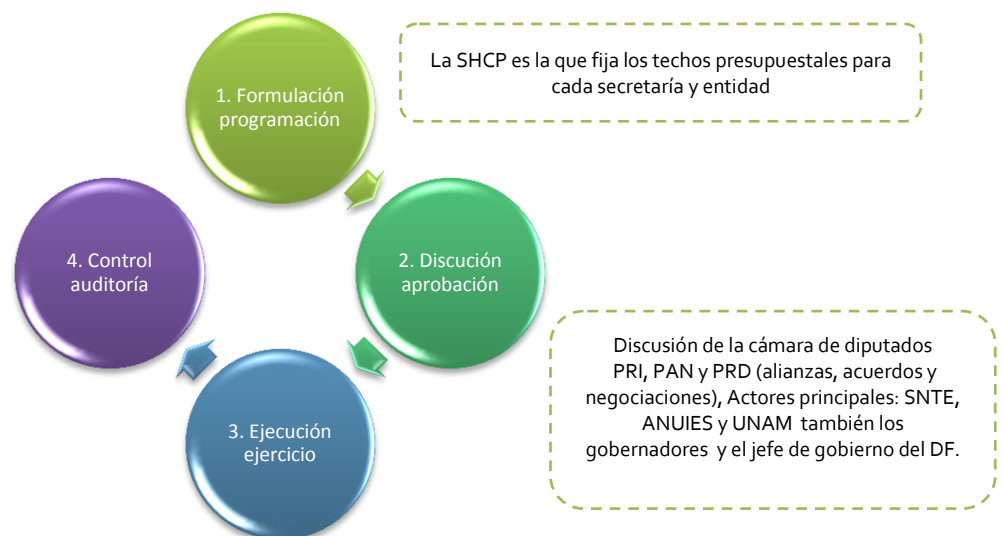 1. Formulación
programación
La SHCP es la que fija los techos presupuestales para
cada secretaría y entidad
2. Discución
aprobación
Discusión de la cámara de diputados
PRI, PAN y PRD (alianzas, acuerdos y
negociaciones), Actores principales: SNTE,
ANUIES y UNAM también los
gobernadores y el jefe de gobierno del DF.
3. Ejecución
ejercicio
4. Control
auditoría